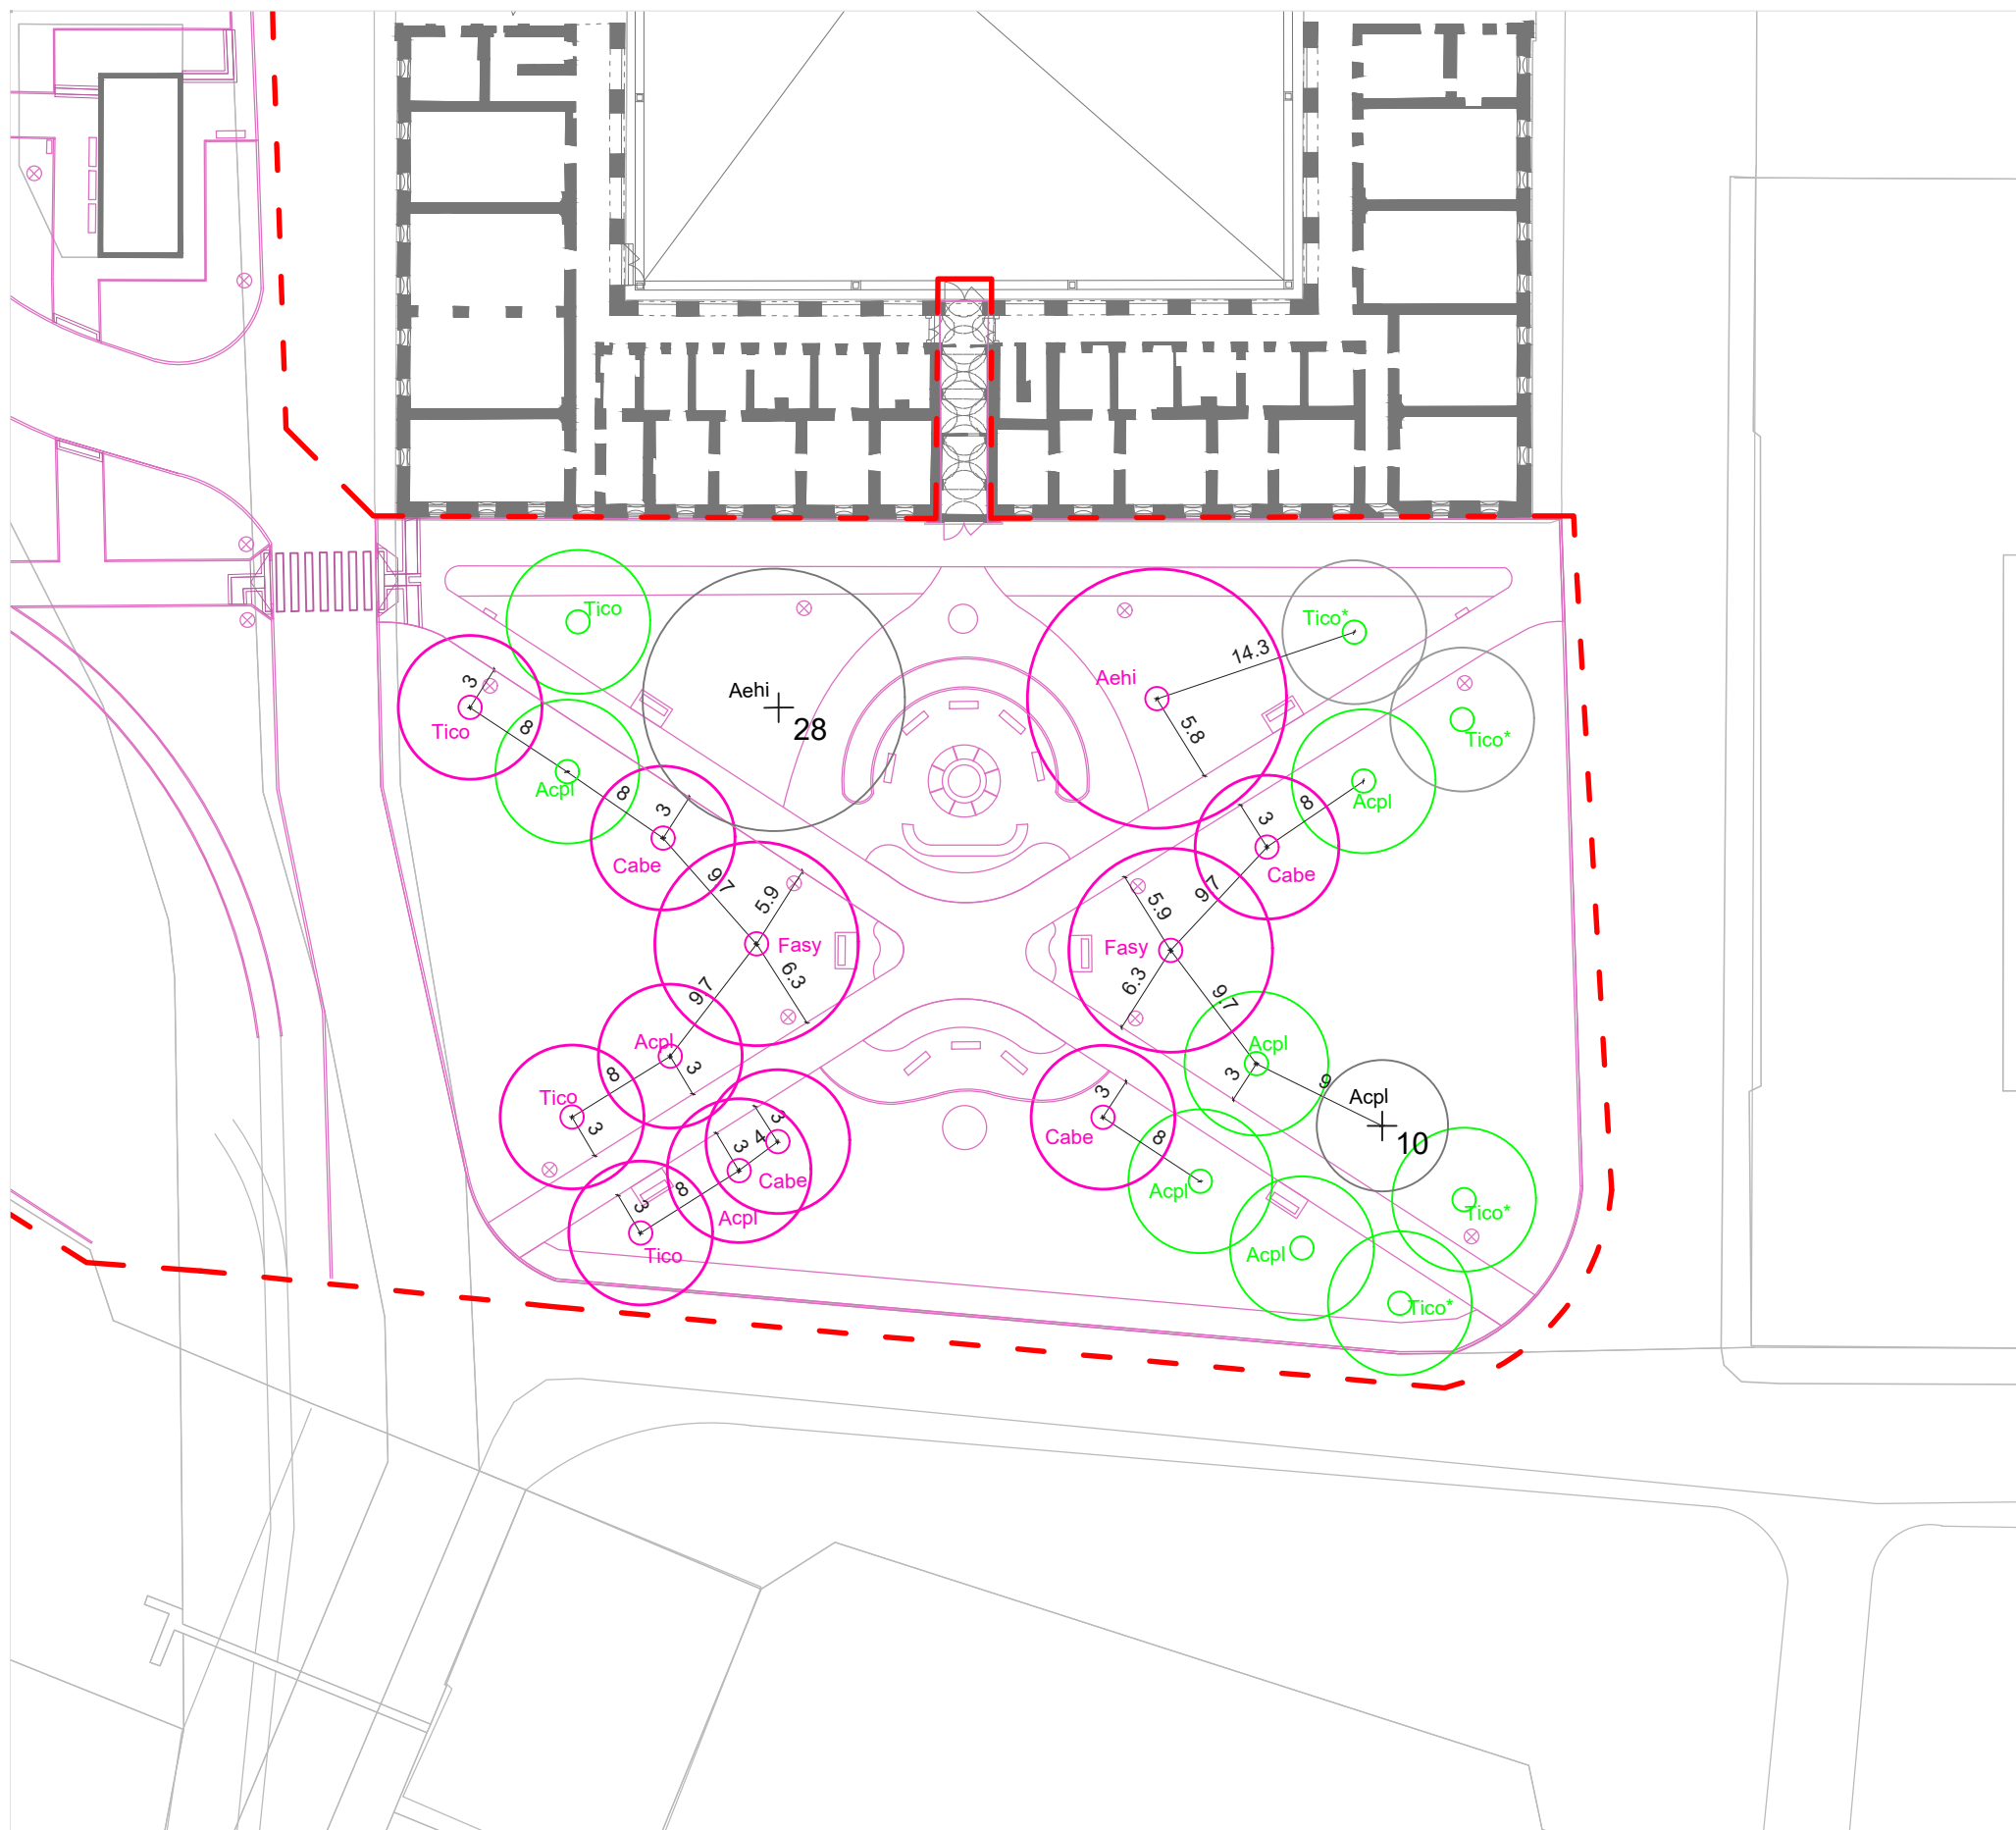 Tico
Tico*
14.3
Aehi
3
Aehi
28
5.8
Tico
8
Tico*
Acpl
8
3
8
Acpl
3
Cabe
9.7
5.9
Cabe
9.7
5.9
Fasy
Fasy
6.3
6.3
9.7
9.7
Acpl
Acpl
3
8
3
9
Acpl
Tico
3
3
Cabe
8
10
3
4
3
Cabe
8
Acpl
3
Acpl
Tico*
Tico
Acpl
Tico*